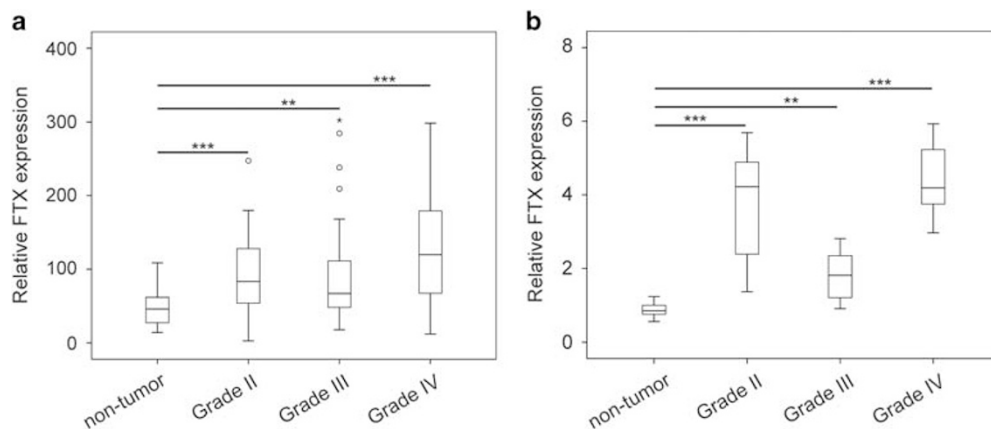 a
400
300
200
100
0
Relative FTX expression
***
**
***
*
non-tumor
Grade II
Grade III
Grade IV
b
8
6
4
2
0
Relative FTX expression
***
**
***
non-tumor
Grade II
Grade III
Grade IV